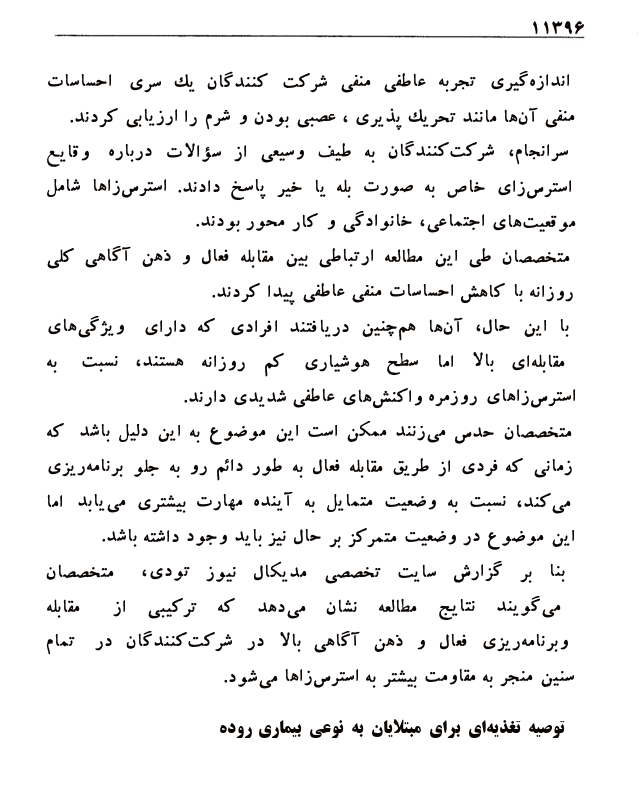 ۱۱۳۹۶
اندازه‌گیری تجربه عاطفی منفی شرکت کنندگان یك سری احساسات
منفی آن‌ها مانند تحریك پذیری ، عصبی بودن و شرم را ارزیابی کردند.
سرانجام، شرکت‌کنندگان به طیف وسیعی از سؤالات درباره وقایع
استرس‌زای خاص به صورت بله یا خیر پاسخ دادند. استرس‌زاها شامل
موقعیت‌های اجتماعی، خانوادگی و کار محور بودند.
متخصصان طی این مطالعه ارتباطی بین مقابله فعال و ذهن آگاهی کلی
روزانه با کاهش احساسات منفی عاطفی پیدا کردند.
با این حال، آن‌ها هم‌چنین دریافتند افرادی که دارای ویژگی‌های
مقابله‌ای بالا اما سطح هوشیاری کم روزانه هستند، نسبت به
استرس‌زاهای روزمره واکنش‌های عاطفی شدیدی دارند.
متخصصان حدس می‌زنند ممکن است این موضوع به این دلیل باشد که
زمانی که فردی از طریق مقابله فعال به طور دائم رو به جلو برنامه‌ریزی
می‌کند، نسبت به وضعیت متمایل به آینده مهارت بیشتری می‌یابد اما
این موضوع در وضعیت متمرکز بر حال نیز باید وجود داشته باشد.
بنا بر گزارش سایت تخصصی مدیکال نیوز تودی، متخصصان
می‌گویند نتایج مطالعه نشان می‌دهد که ترکیبی از مقابله
وبرنامه‌ریزی فعال و ذهن آگاهی بالا در شرکت‌کنندگان در تمام
سنین منجر به مقاومت بیشتر به استرس‌زاها می‌شود.
توصیه تغذیه‌ای برای مبتلایان به نوعی بیماری روده